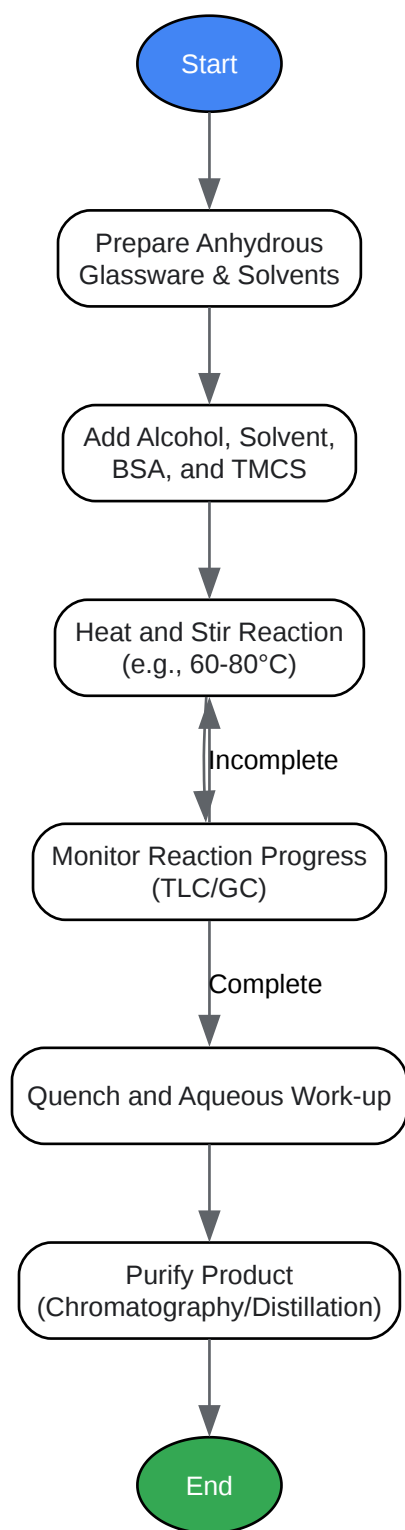 Start
Prepare Anhydrous
Glassware & Solvents
Add Alcohol, Solvent,
BSA, and TMCS
Heat and Stir Reaction
(e.g., 60-80°C)
Incomplete
Monitor Reaction Progress
(TLC/GC)
Complete
Quench and Aqueous Work-up
Purify Product
(Chromatography/Distillation)
End